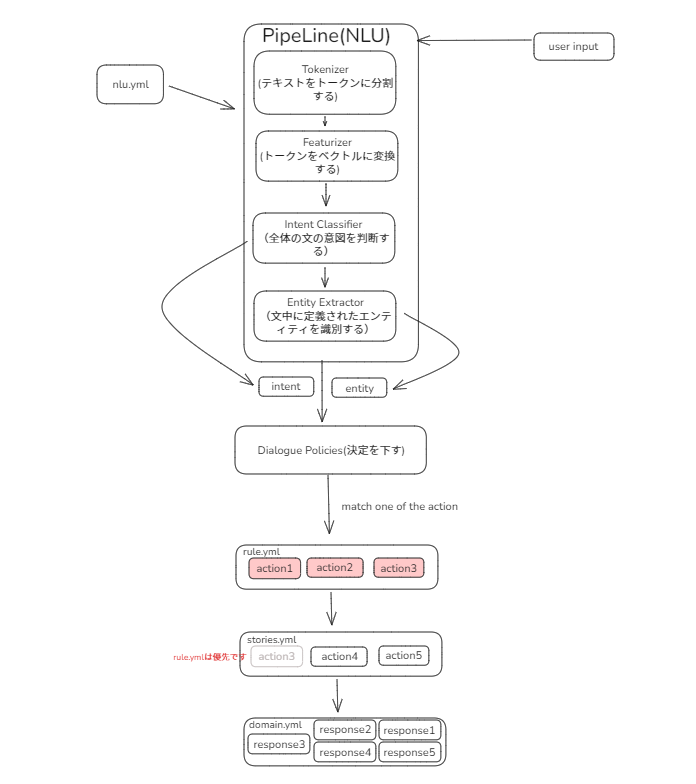 PipeLine(NLU)
user input
nlu.yml
Tokenizer
(テキストをトークンに分割
する)
Featurizer
(トークンをベクトルに変換
する)
Intent Classifier
（全体の文の意図を判断す
る）
Entity Extractor
（文中に定義されたエンテ
ィティを識別する）
intent
entity
Dialogue Policies(決定を下す)
match one of the action
rule.yml
action1
action2
action3
stories.yml
rule.ymlは優先です
action3
action4
action5
domain.yml
response2
response1
response3
response4
response5